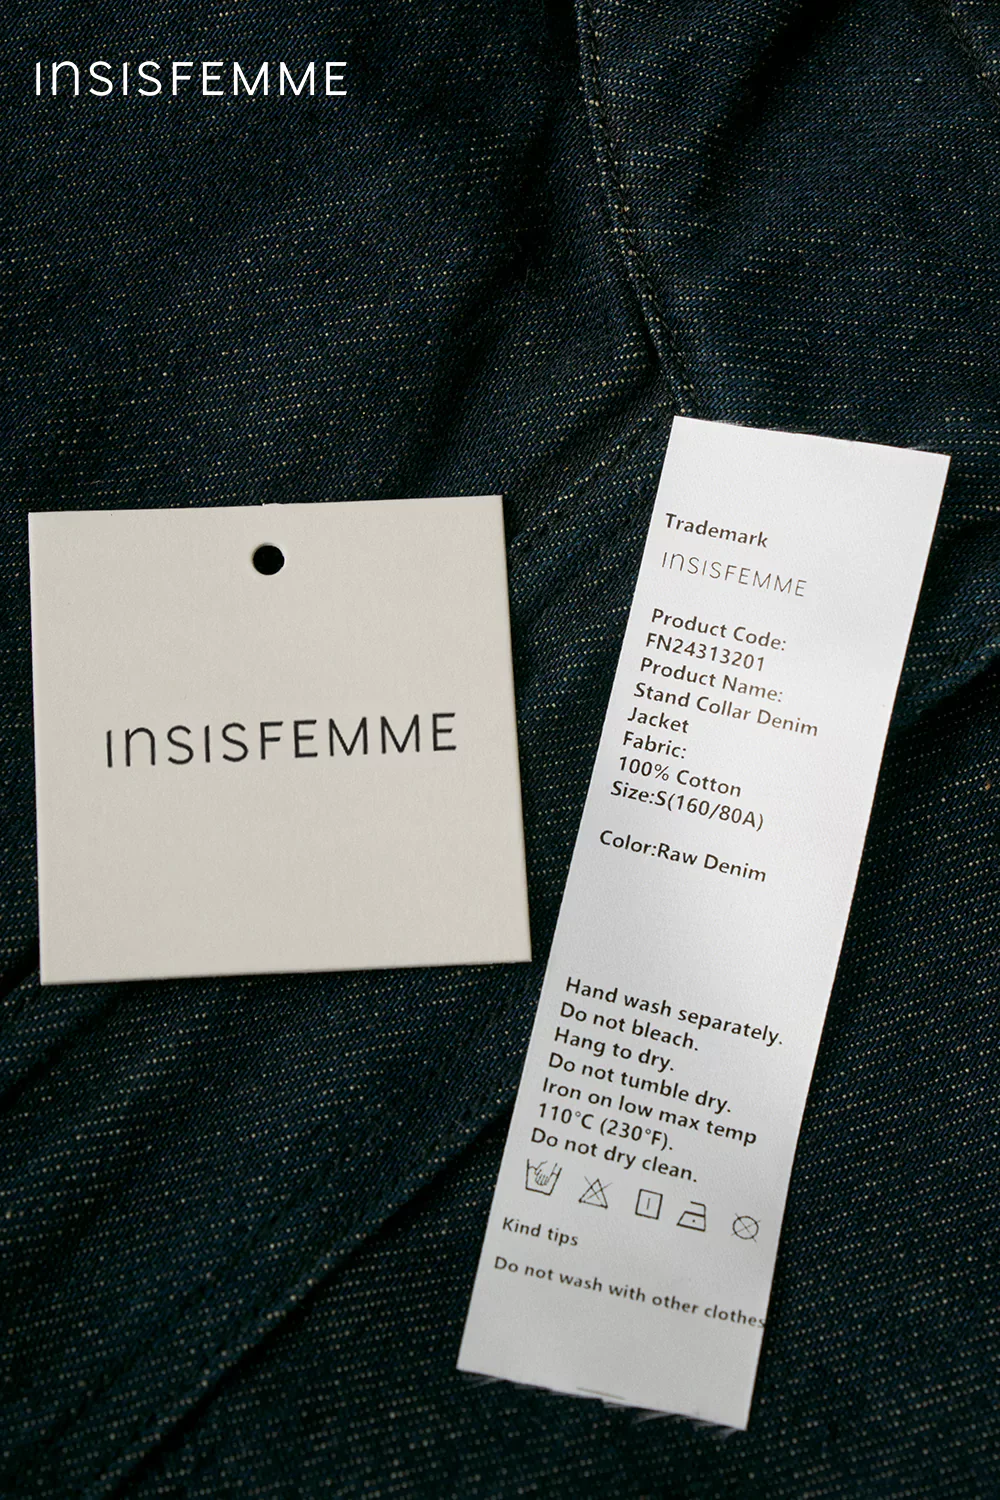 INSISFEMME
INSISFEMME
Trademark
INSISFEMME
Product Code:
FN24313201
Product Name:
Stand Collar Denim
Jacket
Fabric:
100% Cotton
Size:S(160/80A)
Color:Raw Denim
Hand wash separately.
Do not bleach.
Hang to dry.
Do not tumble dry.
Iron on low max temp
110°C (230°F).
Do not dry clean.
Kind tips
Do not wash with other clothes